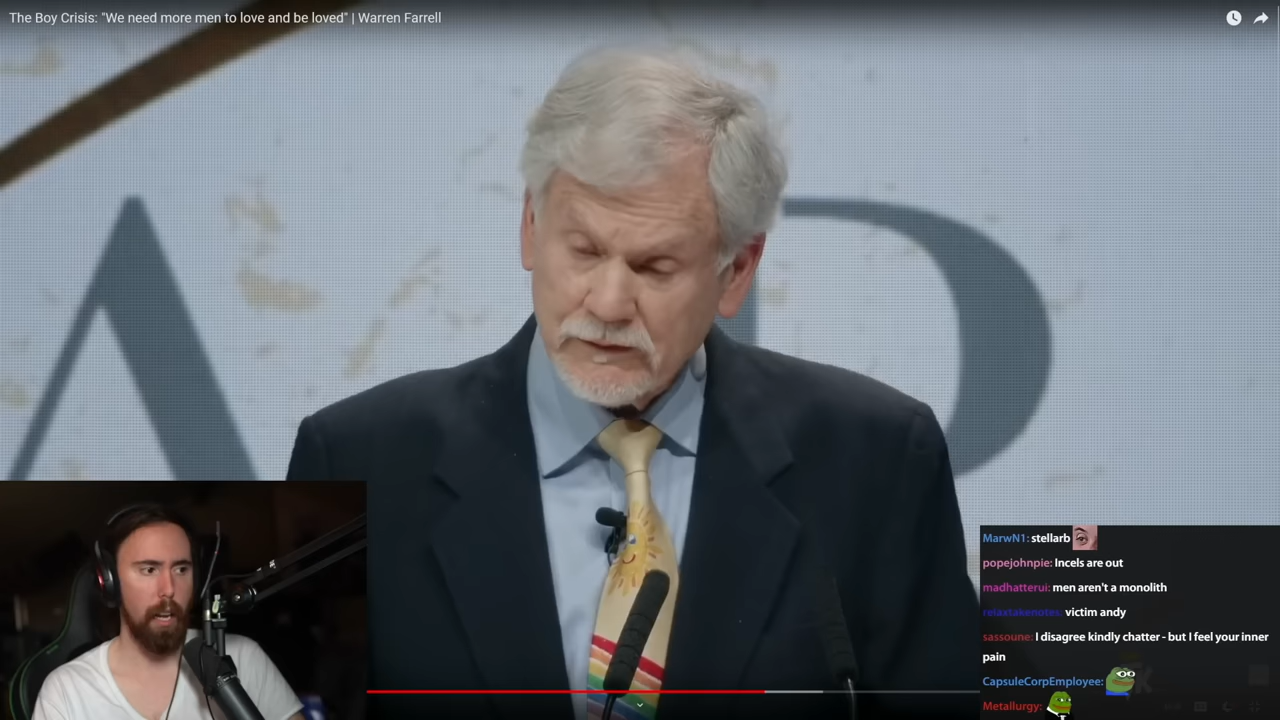 The Boy Crisis: "We need more men to love and be loved" | Warren Farrell
A D
MarwN1: stellarb
popejohnpie: Incels are out
madhatterui: men aren't a monolith
relaxtakenotes: victim andy
sassoune: I disagree kindly chatter - but I feel your inner
pain
CapsuleCorpEmployee:
Metallurgy: